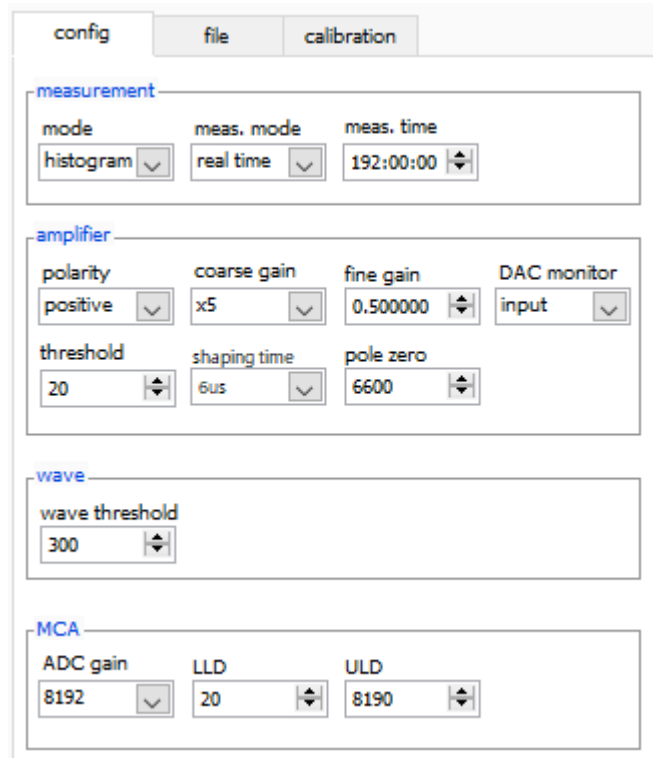 config file calibration
measurement
mode meas. mode meas. time
histogram real time 192:00:00
amplifier
polarity coarse gain fine gain DAC monitor
positive x5 0.500000 input
threshold shaping time pole zero
20 6us 6600
wave
wave threshold
300
MCA
ADC gain LLD ULD
8192 20 8190